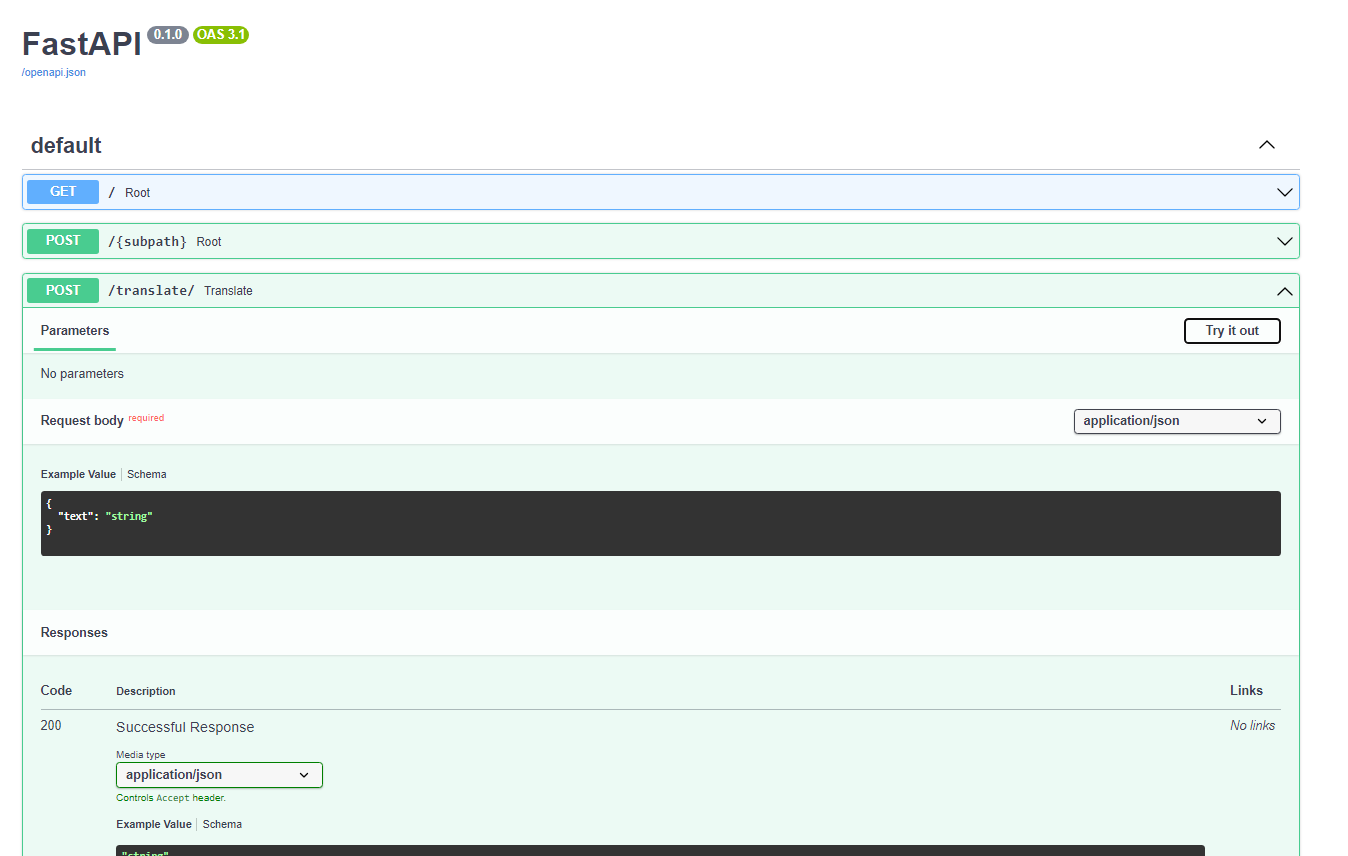 FastAPI 0.1.0 OAS 3.1
/openapi.json
default
GET / Root
POST /{subpath} Root
POST /translate/ Translate
Parameters
Try it out
No parameters
Request body required
application/json
Example Value | Schema
{
"text": "string"
}
Responses
Code Description Links
200 Successful Response No links
Media type
application/json
Controls Accept header.
Example Value | Schema
"string"